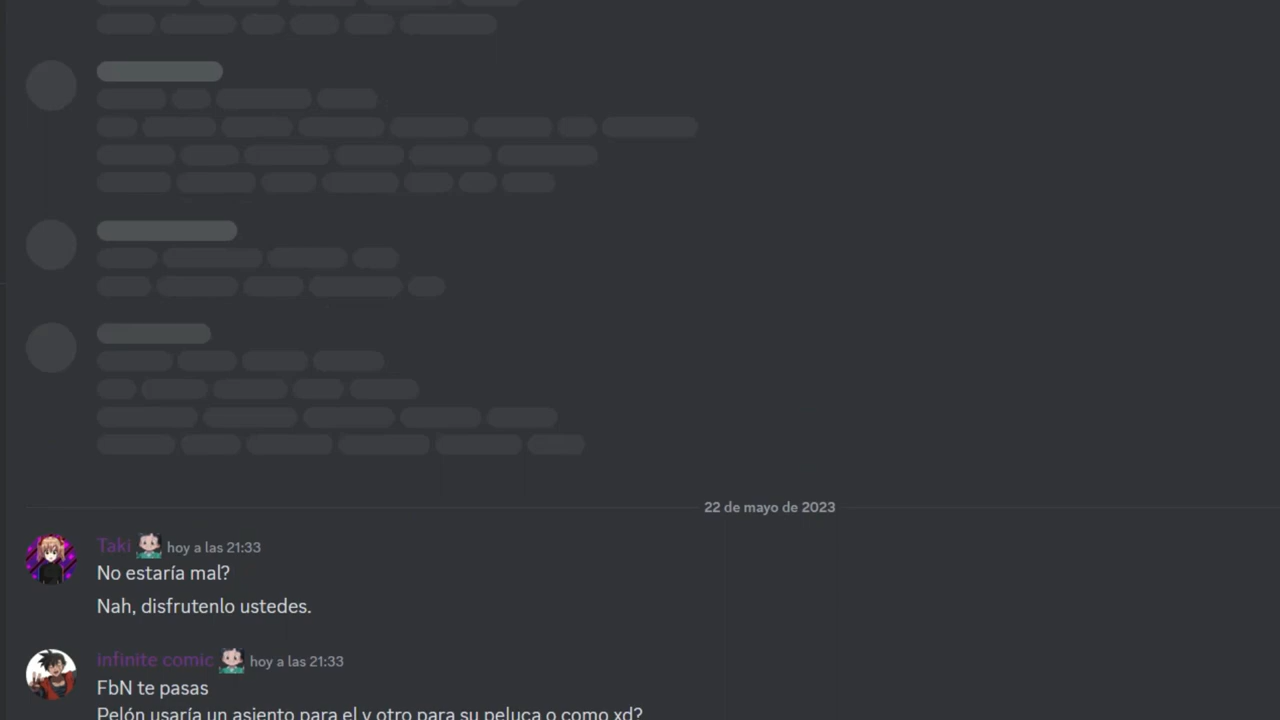 22 de mayo de 2023
Taki hoy a las 21:33
No estaría mal?
Nah, disfrutenlo ustedes.
infinite comic hoy a las 21:33
FbN te pasas
Pelón usaría un asiento para el y otro para su peluca o como xd?